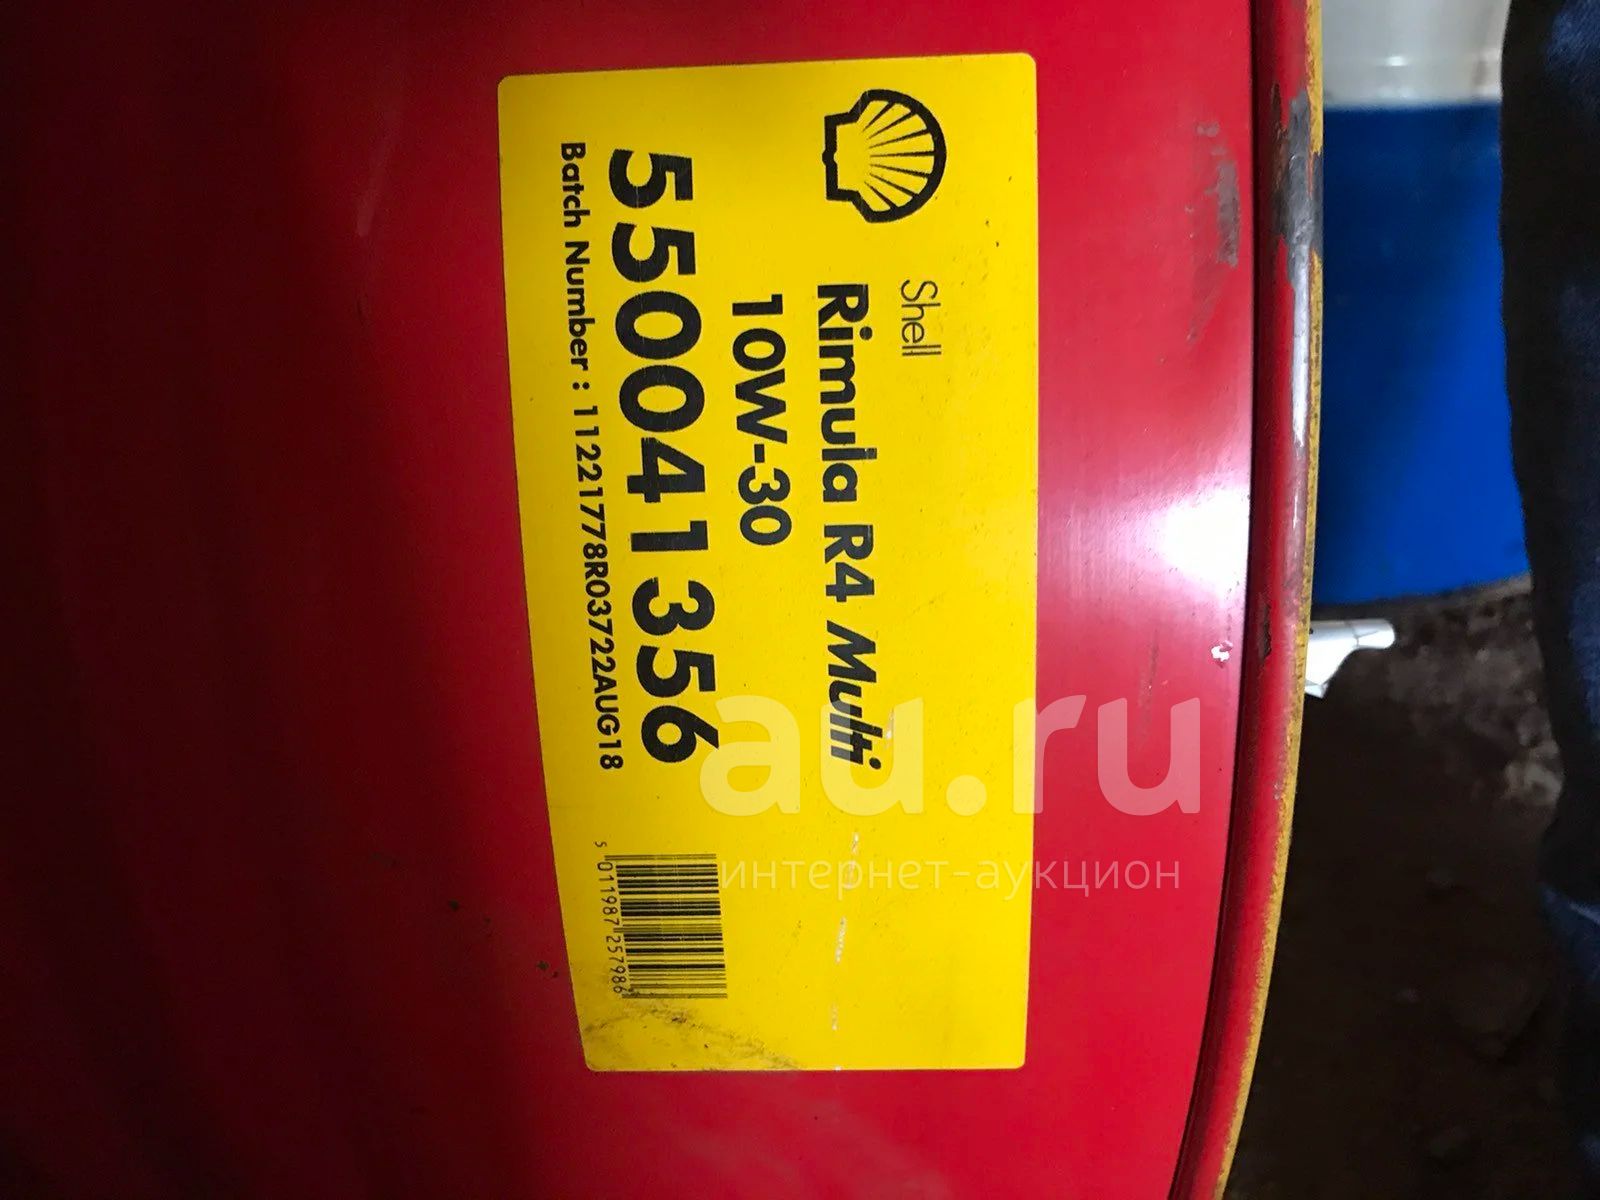 Shell
Rimula R4 Multi
10W-30
550041356
Batch Number : 11221778R03722AUG18
5 011987 257986
au.ru
интернет-аукцион